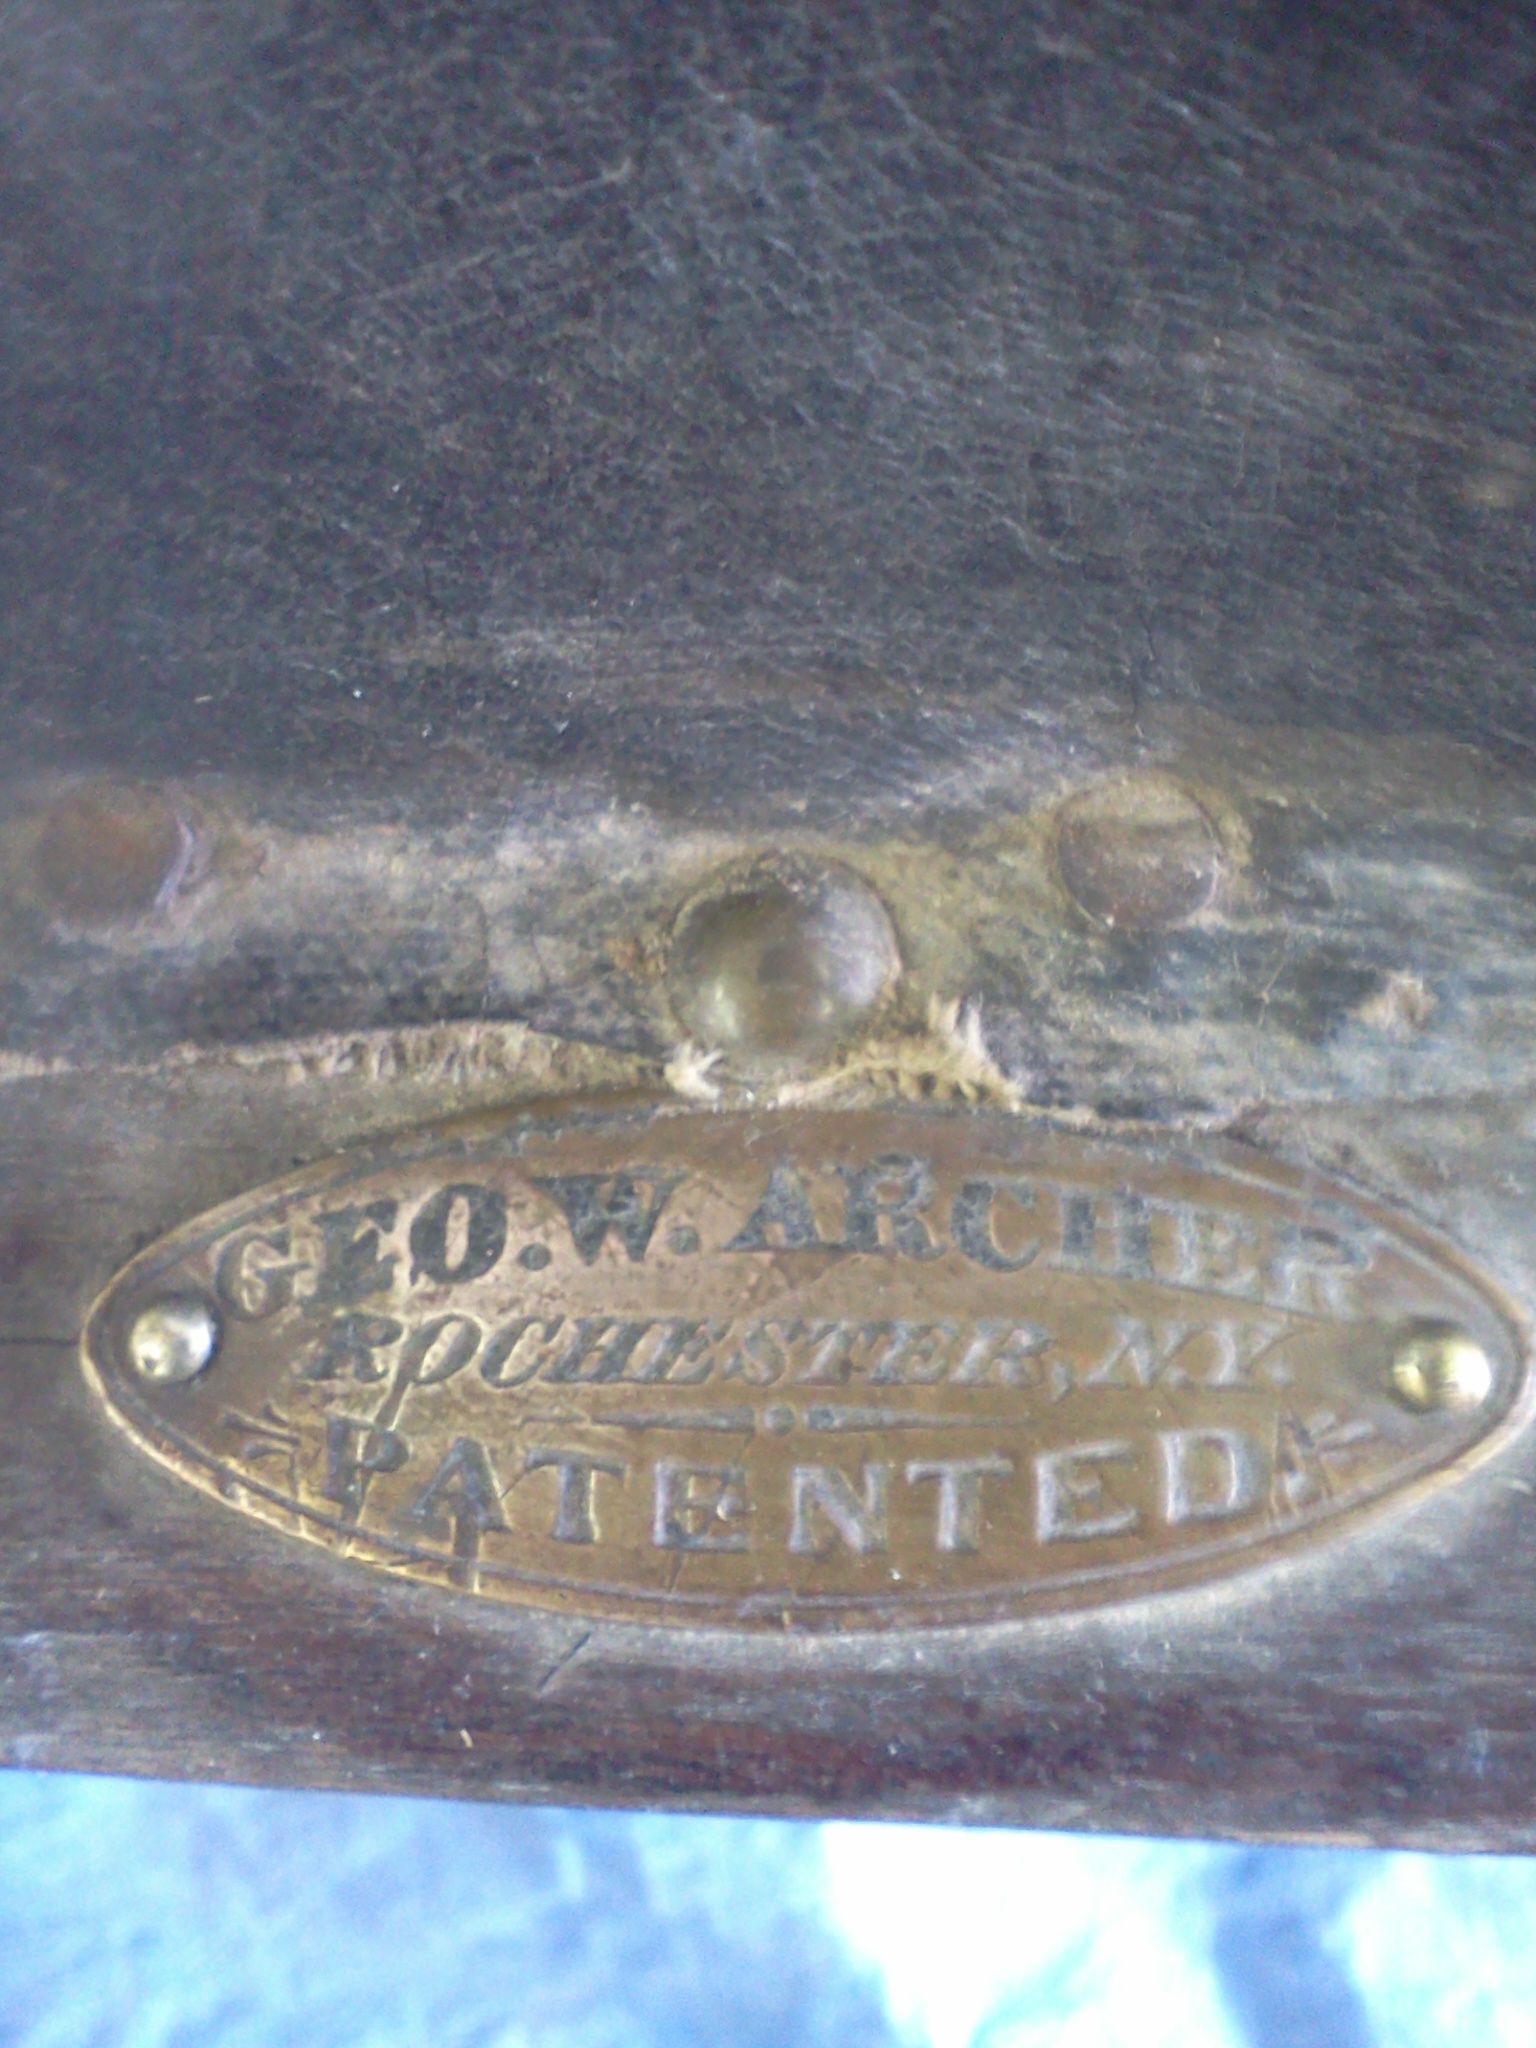 GEO. W. ARCHER
ROCHESTER, N.Y.
PATENTED